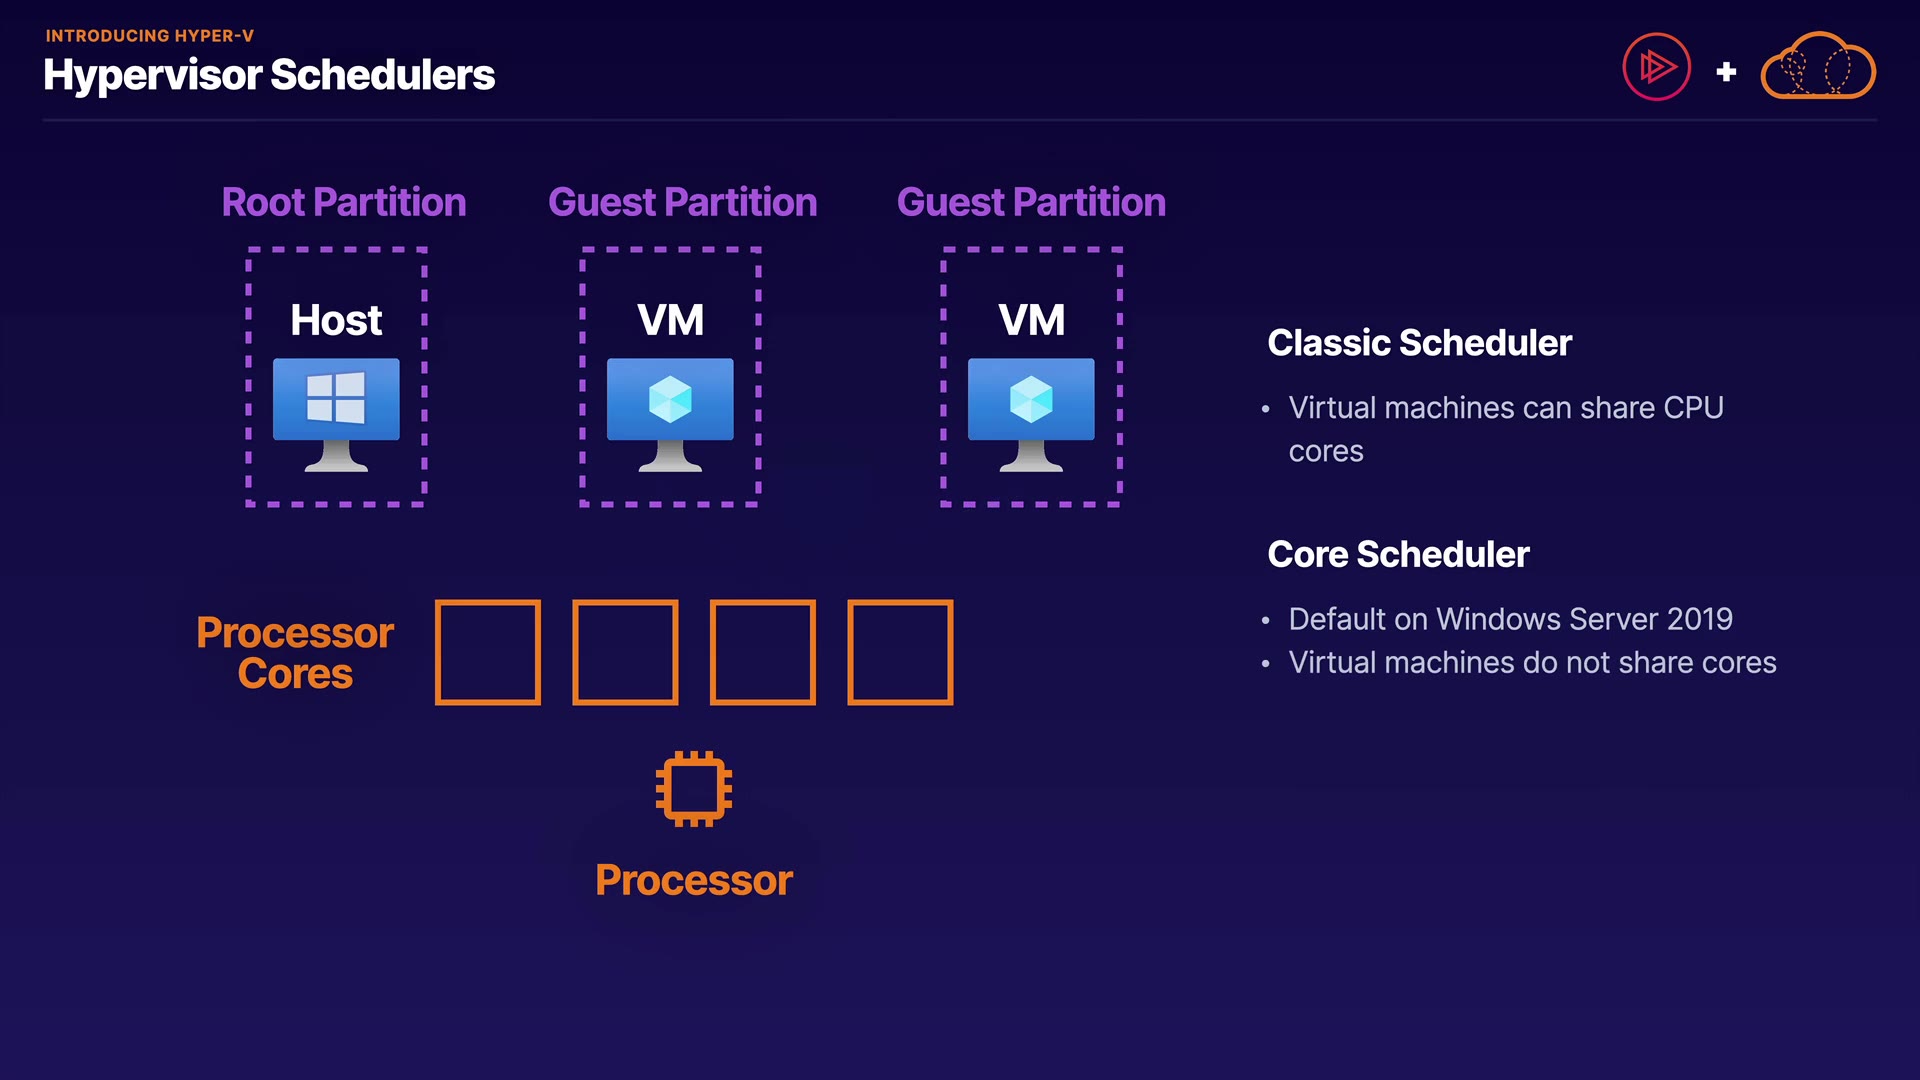 INTRODUCING HYPER-V
Hypervisor Schedulers
+
Root Partition
Guest Partition
Guest Partition
Host
VM
VM
Processor
Cores
Processor
Classic Scheduler
• Virtual machines can share CPU
cores
Core Scheduler
• Default on Windows Server 2019
• Virtual machines do not share cores